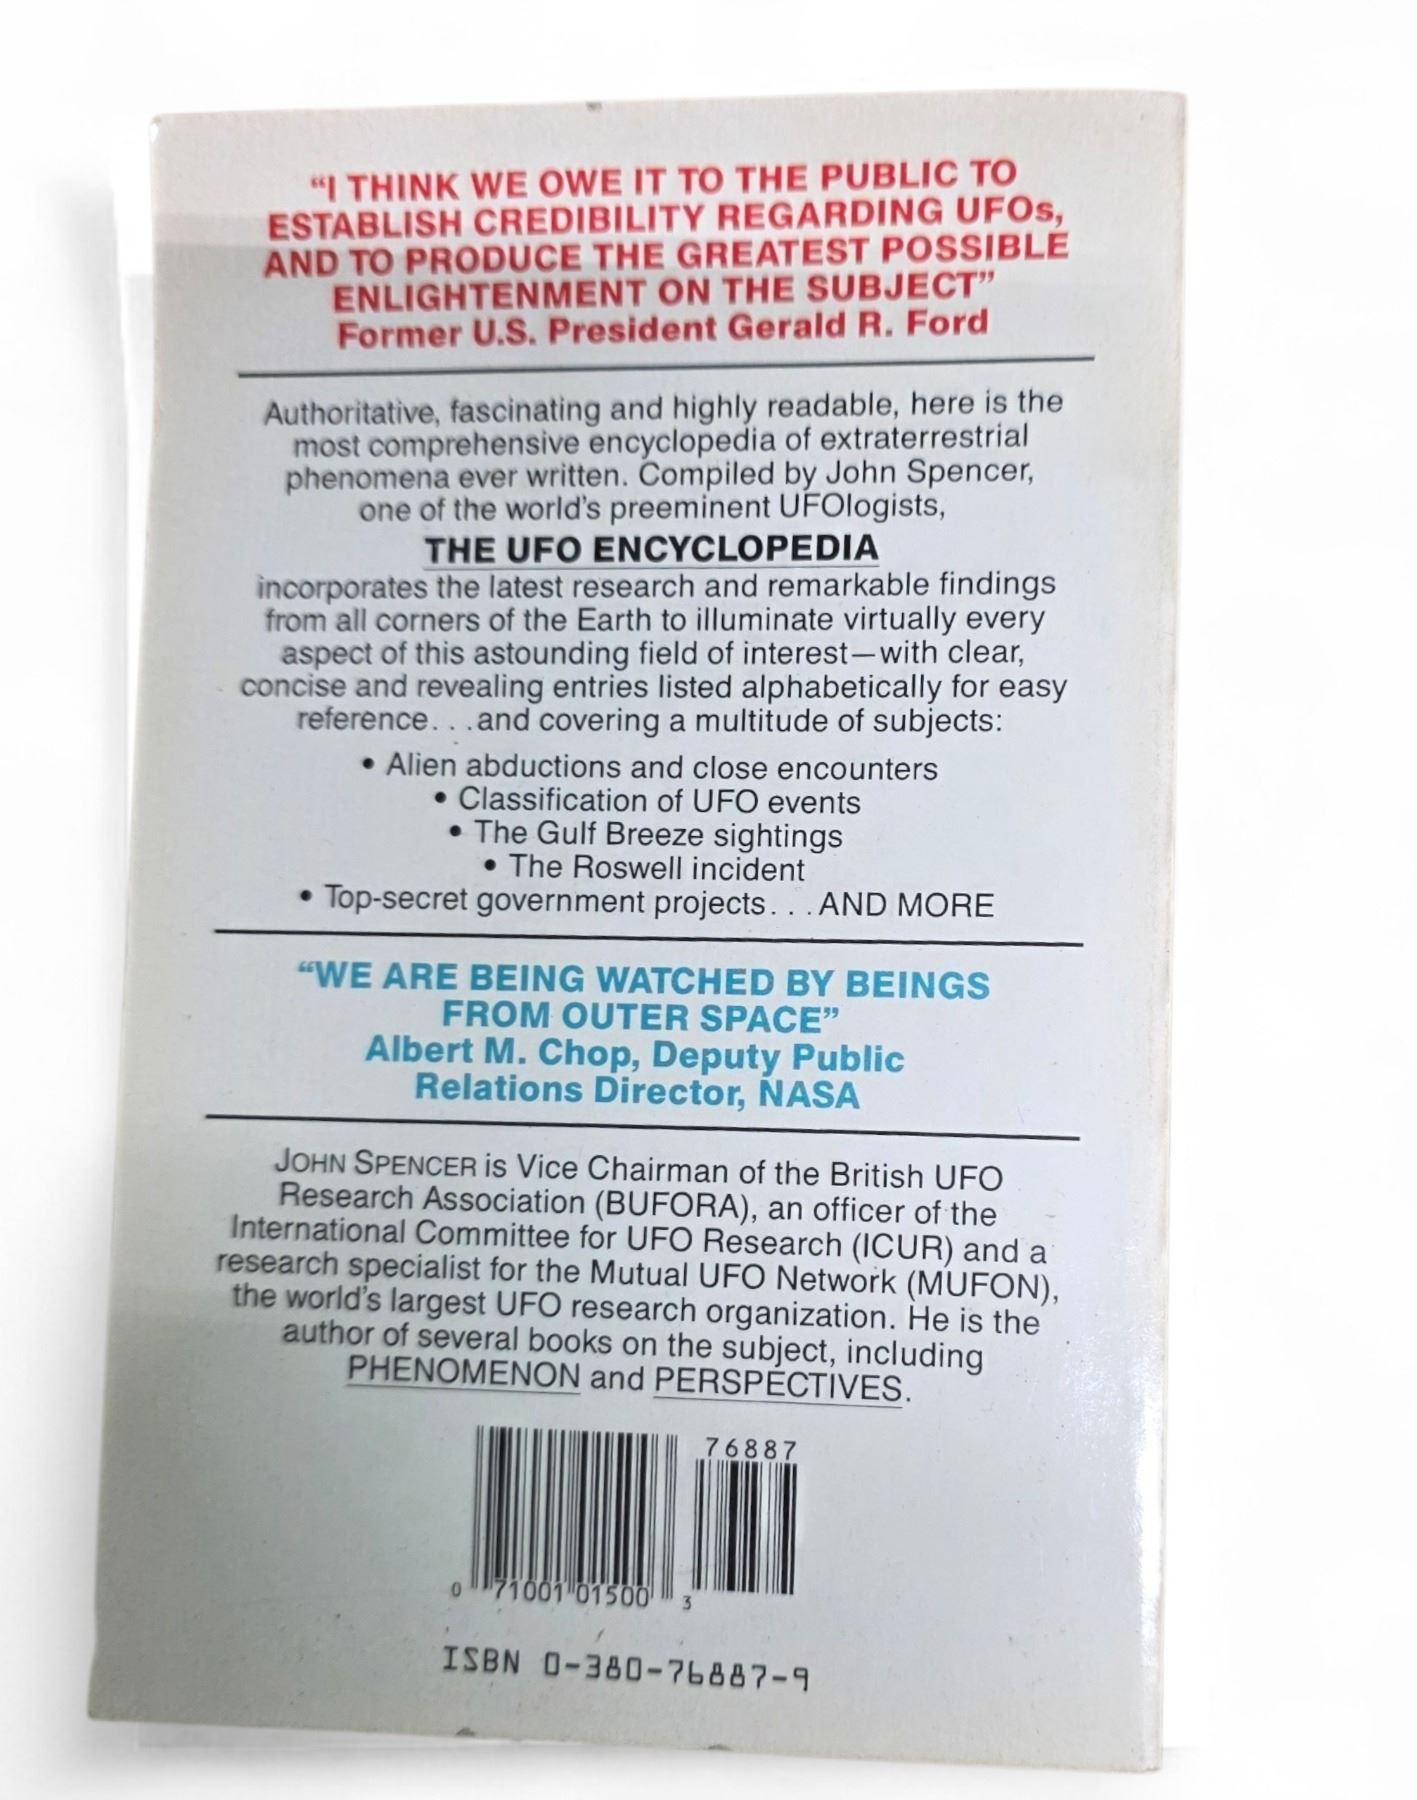 “I THINK WE OWE IT TO THE PUBLIC TO
ESTABLISH CREDIBILITY REGARDING UFOs,
AND TO PRODUCE THE GREATEST POSSIBLE
ENLIGHTENMENT ON THE SUBJECT”
Former U.S. President Gerald R. Ford
Authoritative, fascinating and highly readable, here is the
most comprehensive encyclopedia of extraterrestrial
phenomena ever written. Compiled by John Spencer,
one of the world's preeminent UFOlogists,
THE UFO ENCYCLOPEDIA
incorporates the latest research and remarkable findings
from all corners of the Earth to illuminate virtually every
aspect of this astounding field of interest—with clear,
concise and revealing entries listed alphabetically for easy
reference. . .and covering a multitude of subjects:
• Alien abductions and close encounters
• Classification of UFO events
• The Gulf Breeze sightings
• The Roswell incident
• Top-secret government projects. . .AND MORE
“WE ARE BEING WATCHED BY BEINGS
FROM OUTER SPACE”
Albert M. Chop, Deputy Public
Relations Director, NASA
JOHN SPENCER is Vice Chairman of the British UFO
Research Association (BUFORA), an officer of the
International Committee for UFO Research (ICUR) and a
research specialist for the Mutual UFO Network (MUFON),
the world's largest UFO research organization. He is the
author of several books on the subject, including
PHENOMENON and PERSPECTIVES.
76887
0 71001 01500 3
ISBN 0-380-76887-9